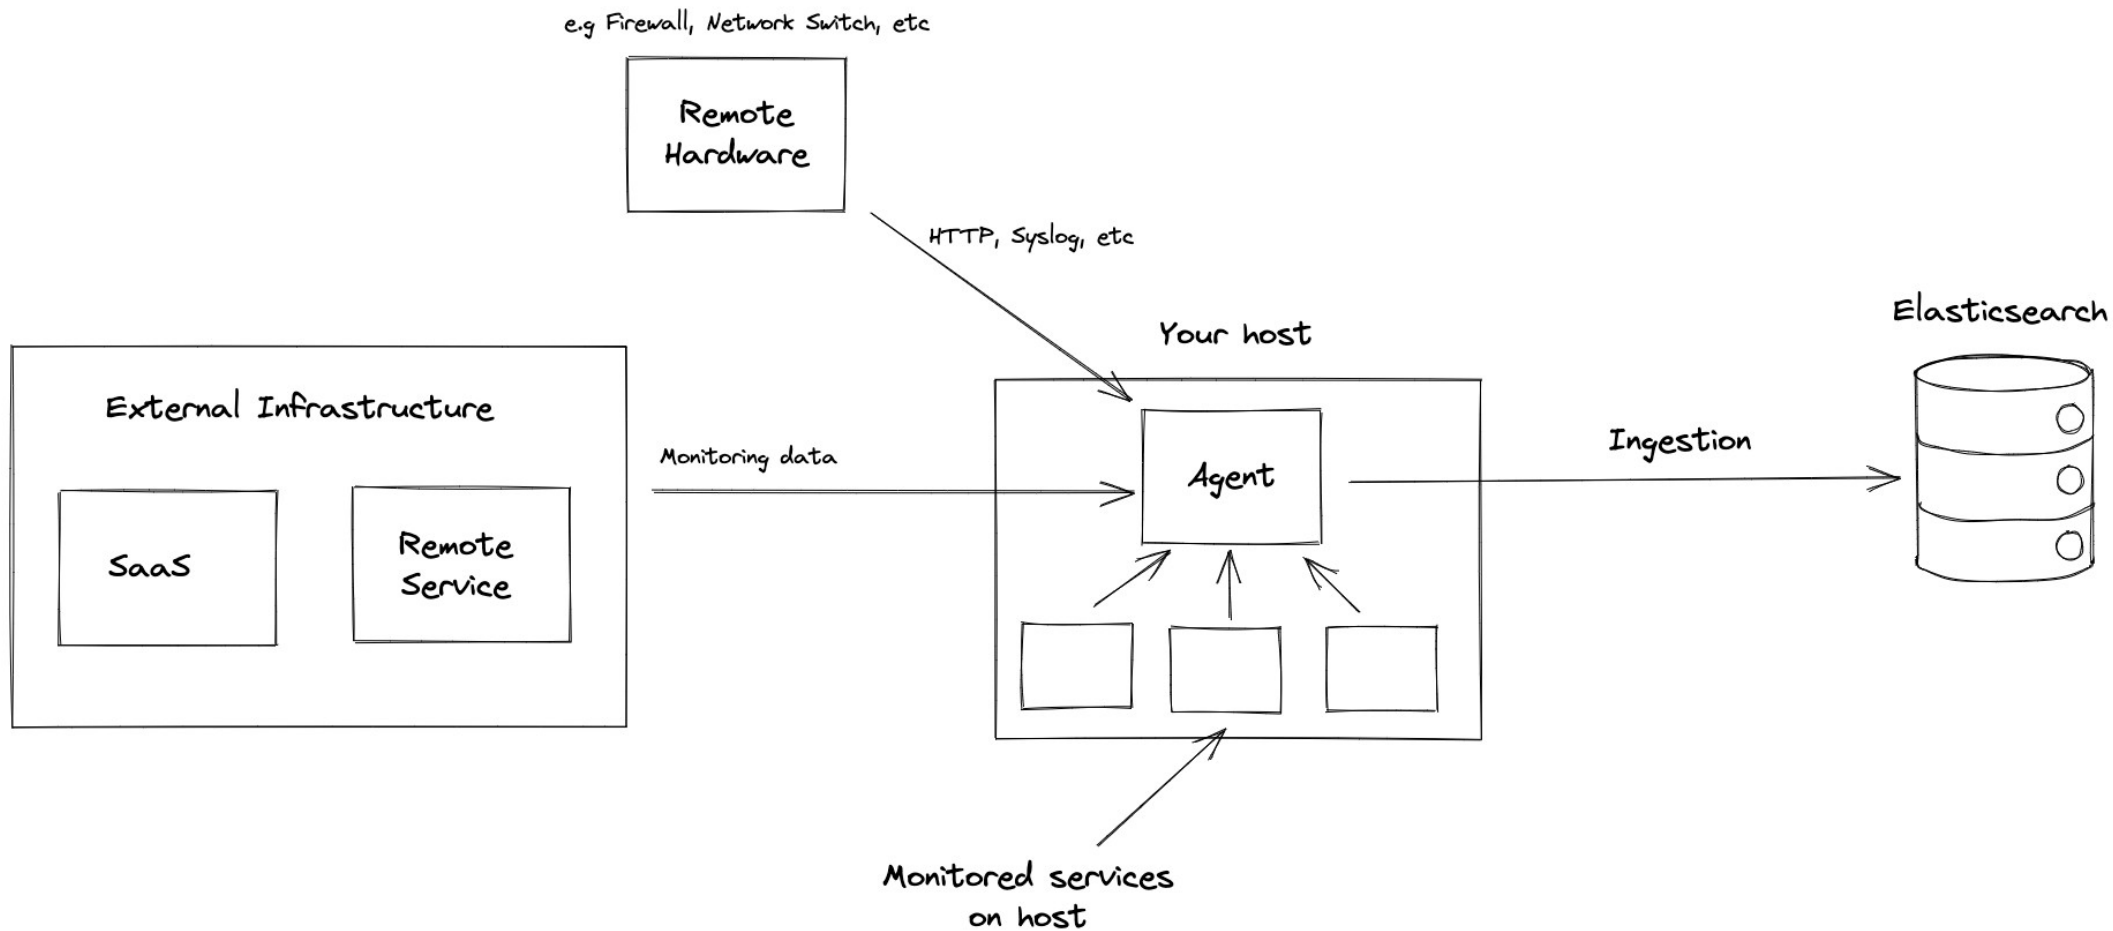 e.g Firewall, Network Switch, etc
Remote
Hardware
HTTP, Syslog, etc
Your host
Elasticsearch
External Infrastructure
Monitoring data
Agent
Ingestion
SaaS
Remote
Service
Monitored services
on host